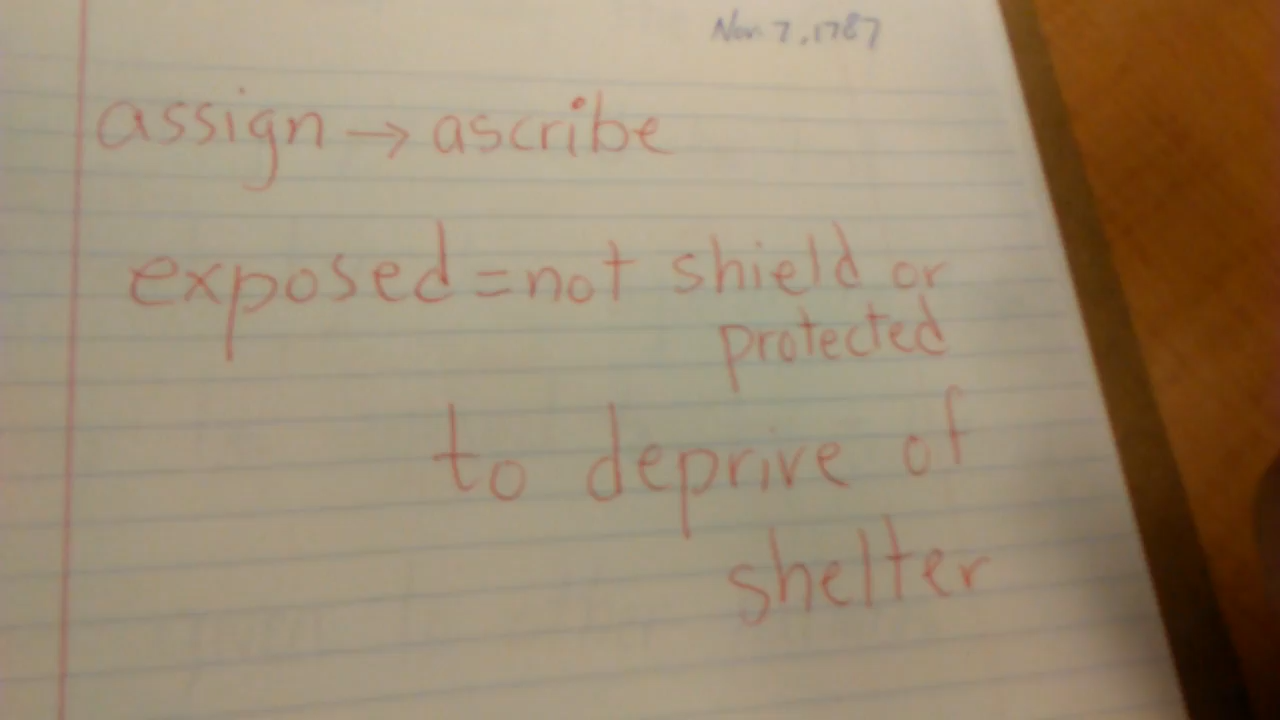 Nov. 7, 1787
assign → ascribe
exposed = not shield or
protected
to deprive of
shelter